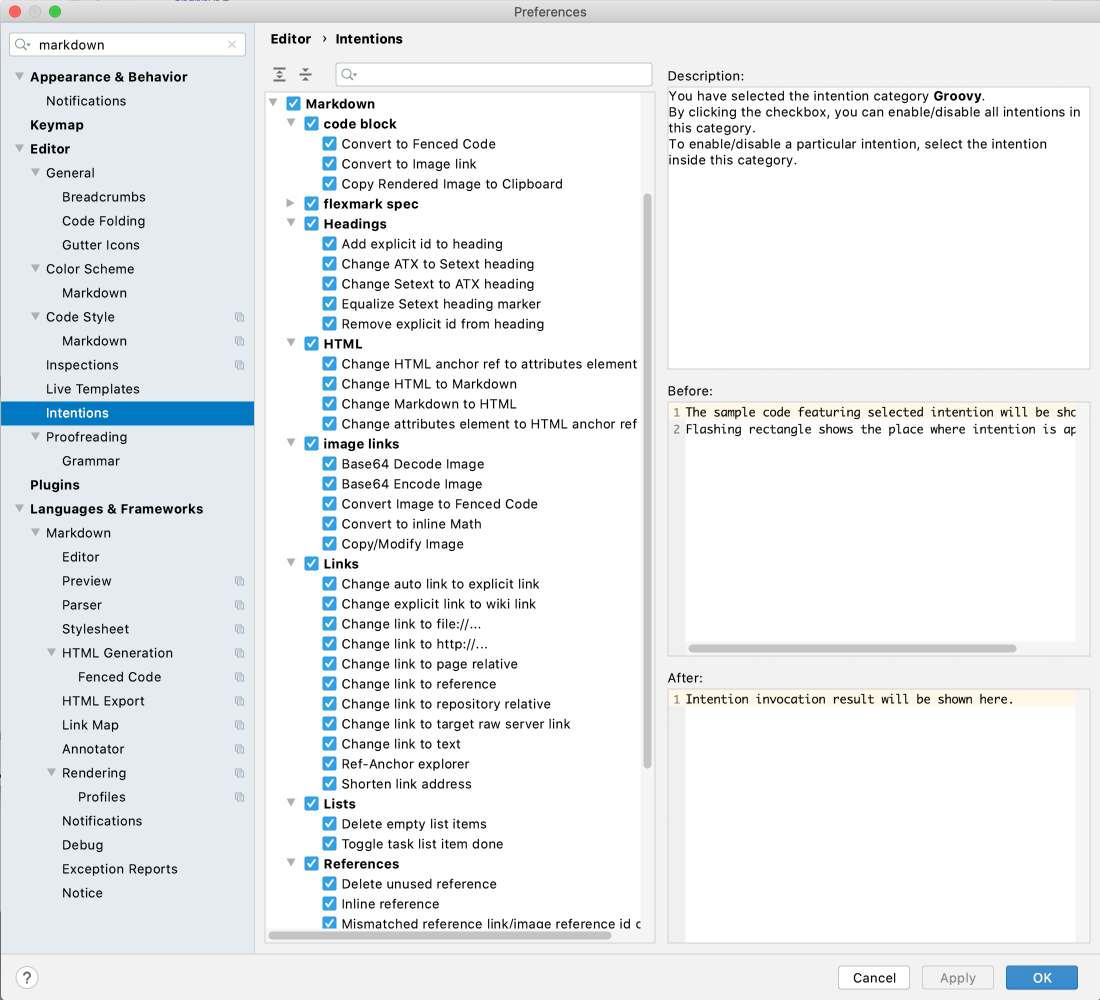 Preferences
markdown
Appearance & Behavior
Notifications
Keymap
Editor
General
Breadcrumbs
Code Folding
Gutter Icons
Color Scheme
Markdown
Code Style
Markdown
Inspections
Live Templates
Intentions
Proofreading
Grammar
Plugins
Languages & Frameworks
Markdown
Editor
Preview
Parser
Stylesheet
HTML Generation
Fenced Code
HTML Export
Link Map
Annotator
Rendering
Profiles
Notifications
Debug
Exception Reports
Notice
Editor › Intentions
Markdown
code block
Convert to Fenced Code
Convert to Image link
Copy Rendered Image to Clipboard
flexmark spec
Headings
Add explicit id to heading
Change ATX to Setext heading
Change Setext to ATX heading
Equalize Setext heading marker
Remove explicit id from heading
HTML
Change HTML anchor ref to attributes element
Change HTML to Markdown
Change Markdown to HTML
Change attributes element to HTML anchor ref
image links
Base64 Decode Image
Base64 Encode Image
Convert Image to Fenced Code
Convert to inline Math
Copy/Modify Image
Links
Change auto link to explicit link
Change explicit link to wiki link
Change link to file://...
Change link to http://...
Change link to page relative
Change link to reference
Change link to repository relative
Change link to target raw server link
Change link to text
Ref-Anchor explorer
Shorten link address
Lists
Delete empty list items
Toggle task list item done
References
Delete unused reference
Inline reference
Mismatched reference link/image reference id
Description:
You have selected the intention category Groovy.
By clicking the checkbox, you can enable/disable all intentions in
this category.
To enable/disable a particular intention, select the intention
inside this category.
Before:
1 The sample code featuring selected intention will be sho
2 Flashing rectangle shows the place where intention is ap
After:
1 Intention invocation result will be shown here.
?
Cancel
Apply
OK